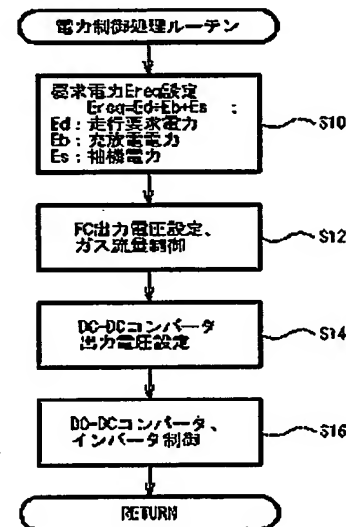 電力制御処理ルーテン
要求電力Ereq設定
Ereq=Ed+Eb+Es ;
Ed：走行要求電力
Eb：充放電電力
Es：補機電力
S10
FC出力電圧設定、
ガス流量制御
S12
DC-DCコンバータ
出力電圧設定
S14
DC-DCコンバータ、
インバータ制御
S16
RETURN